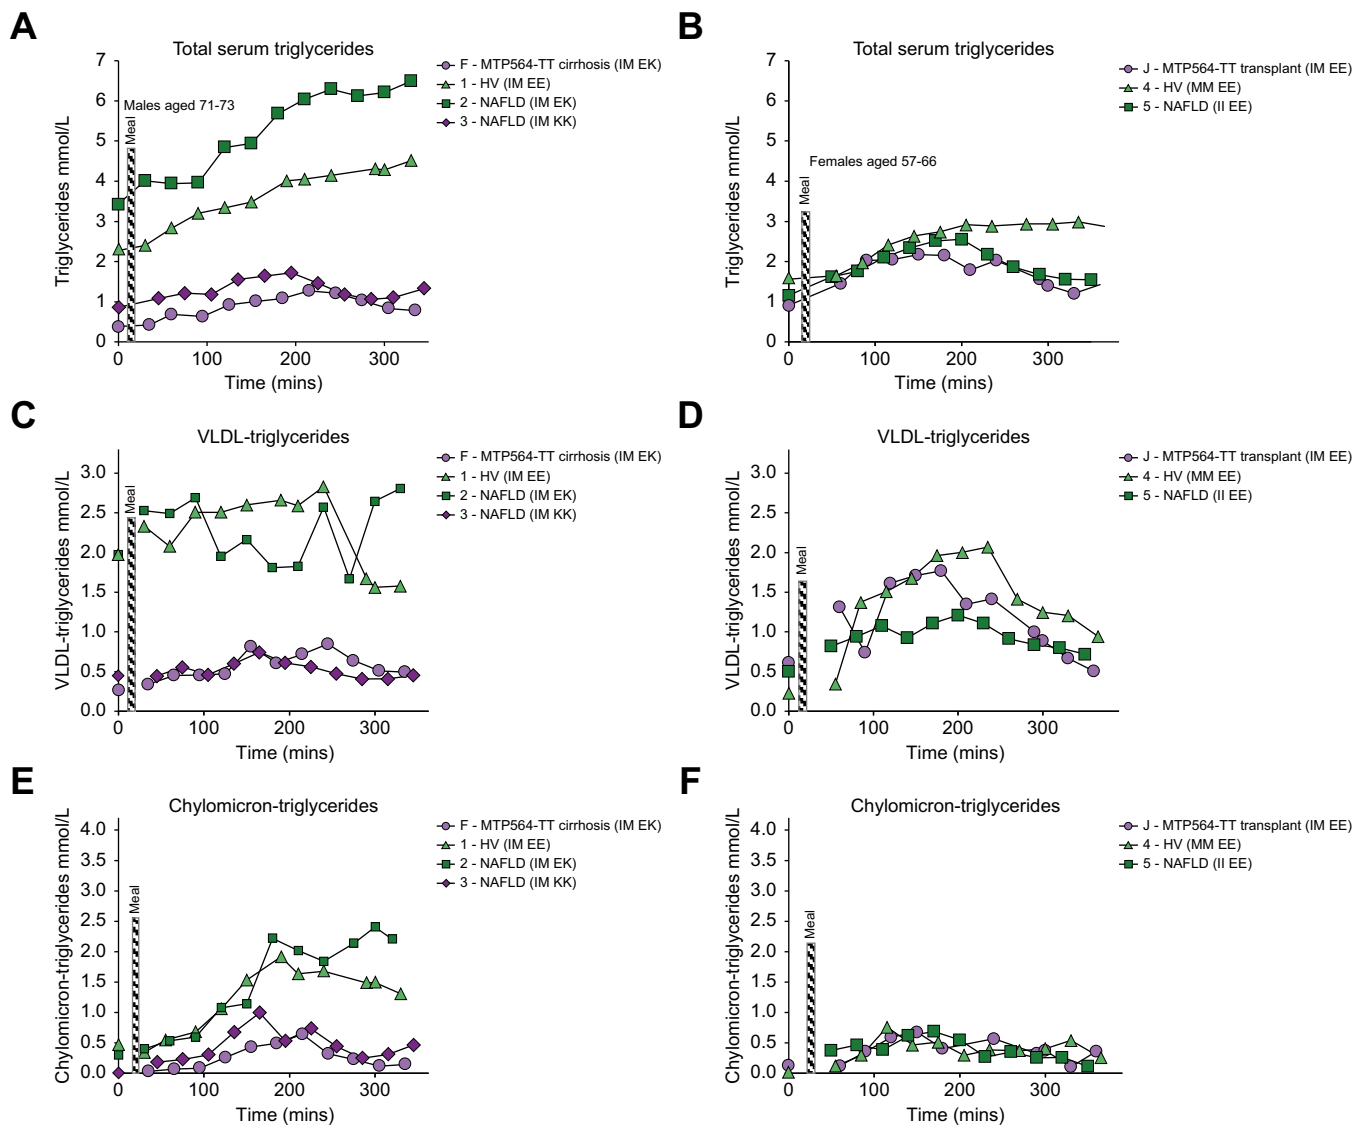 A
Total serum triglycerides
Triglycerides mmol/L
7
6
5
4
3
2
1
0
Males aged 71-73
Meal
0
100
200
300
Time (mins)
F - MTP564-TT cirrhosis (IM EK)
1 - HV (IM EE)
2 - NAFLD (IM EK)
3 - NAFLD (IM KK)
B
Total serum triglycerides
Triglycerides mmol/L
7
6
5
4
3
2
1
0
Females aged 57-66
Meal
0
100
200
300
Time (mins)
J - MTP564-TT transplant (IM EE)
4 - HV (MM EE)
5 - NAFLD (II EE)
C
VLDL-triglycerides
VLDL-triglycerides mmol/L
3.0
2.5
2.0
1.5
1.0
0.5
0.0
Meal
0
100
200
300
Time (mins)
F - MTP564-TT cirrhosis (IM EK)
1 - HV (IM EE)
2 - NAFLD (IM EK)
3 - NAFLD (IM KK)
D
VLDL-triglycerides
VLDL-triglycerides mmol/L
3.0
2.5
2.0
1.5
1.0
0.5
0.0
Meal
0
100
200
300
Time (mins)
J - MTP564-TT transplant (IM EE)
4 - HV (MM EE)
5 - NAFLD (II EE)
E
Chylomicron-triglycerides
Chylomicron-triglycerides mmol/L
4.0
3.5
3.0
2.5
2.0
1.5
1.0
0.5
0.0
Meal
0
100
200
300
Time (mins)
F - MTP564-TT cirrhosis (IM EK)
1 - HV (IM EE)
2 - NAFLD (IM EK)
3 - NAFLD (IM KK)
F
Chylomicron-triglycerides
Chylomicron-triglycerides mmol/L
4.0
3.5
3.0
2.5
2.0
1.5
1.0
0.5
0.0
Meal
0
100
200
300
Time (mins)
J - MTP564-TT transplant (IM EE)
4 - HV (MM EE)
5 - NAFLD (II EE)